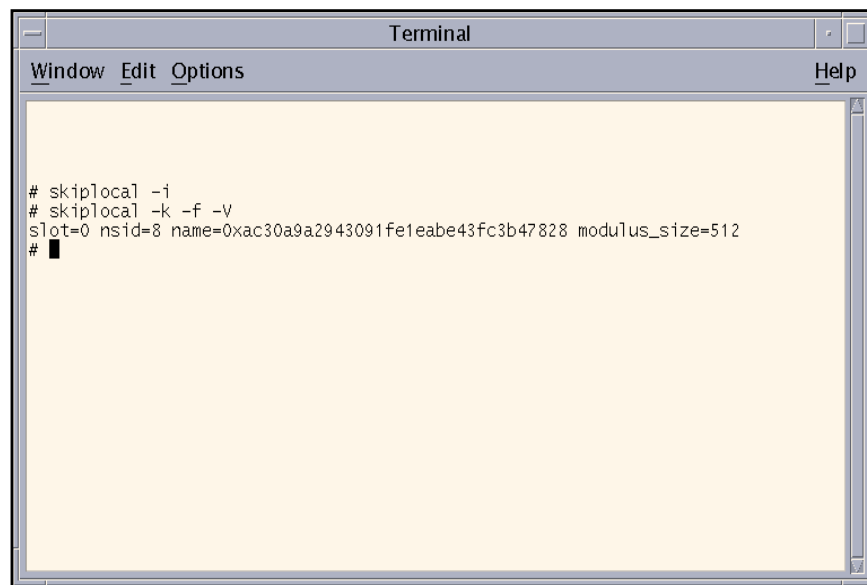 Terminal
Window Edit Options Help
# skiplocal -i
# skiplocal -k -f -V
slot=0 nsid=8 name=0xac30a9a2943091fe1eabe43fc3b47828 modulus_size=512
#